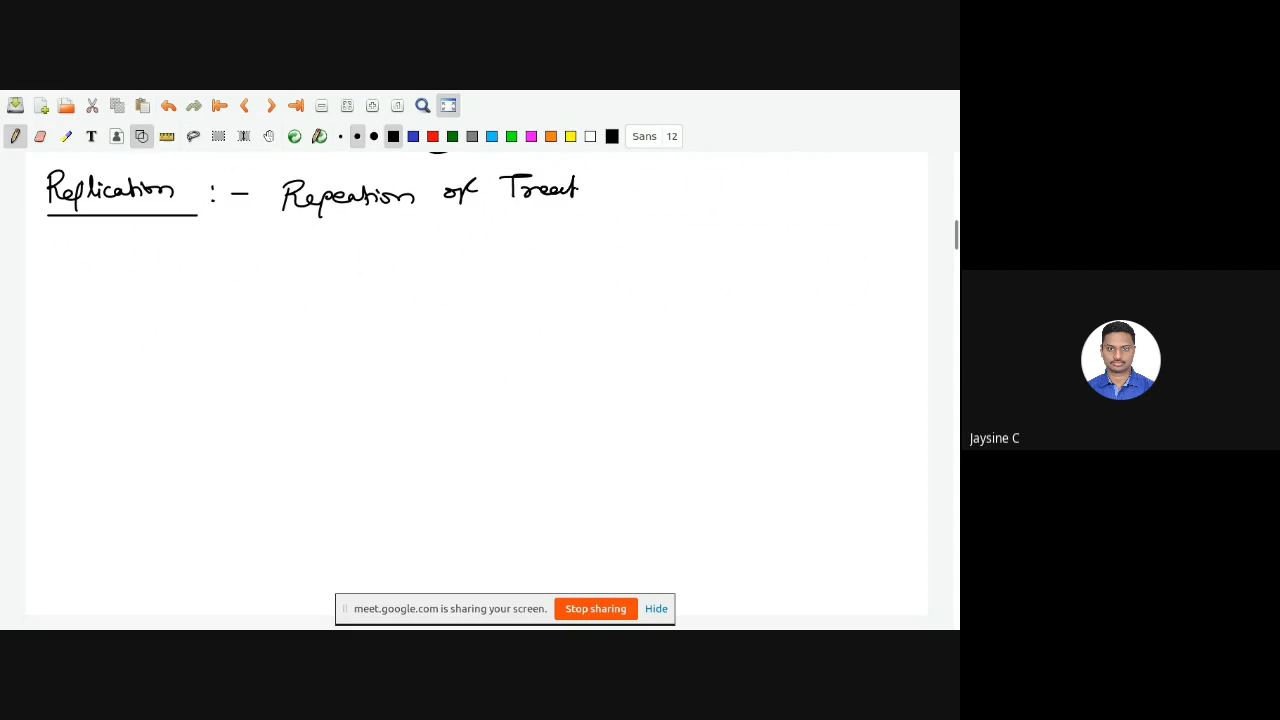 T Sans 12
Replication :- Repeation of Treat
Jaysine C
meet.google.com is sharing your screen. Stop sharing Hide